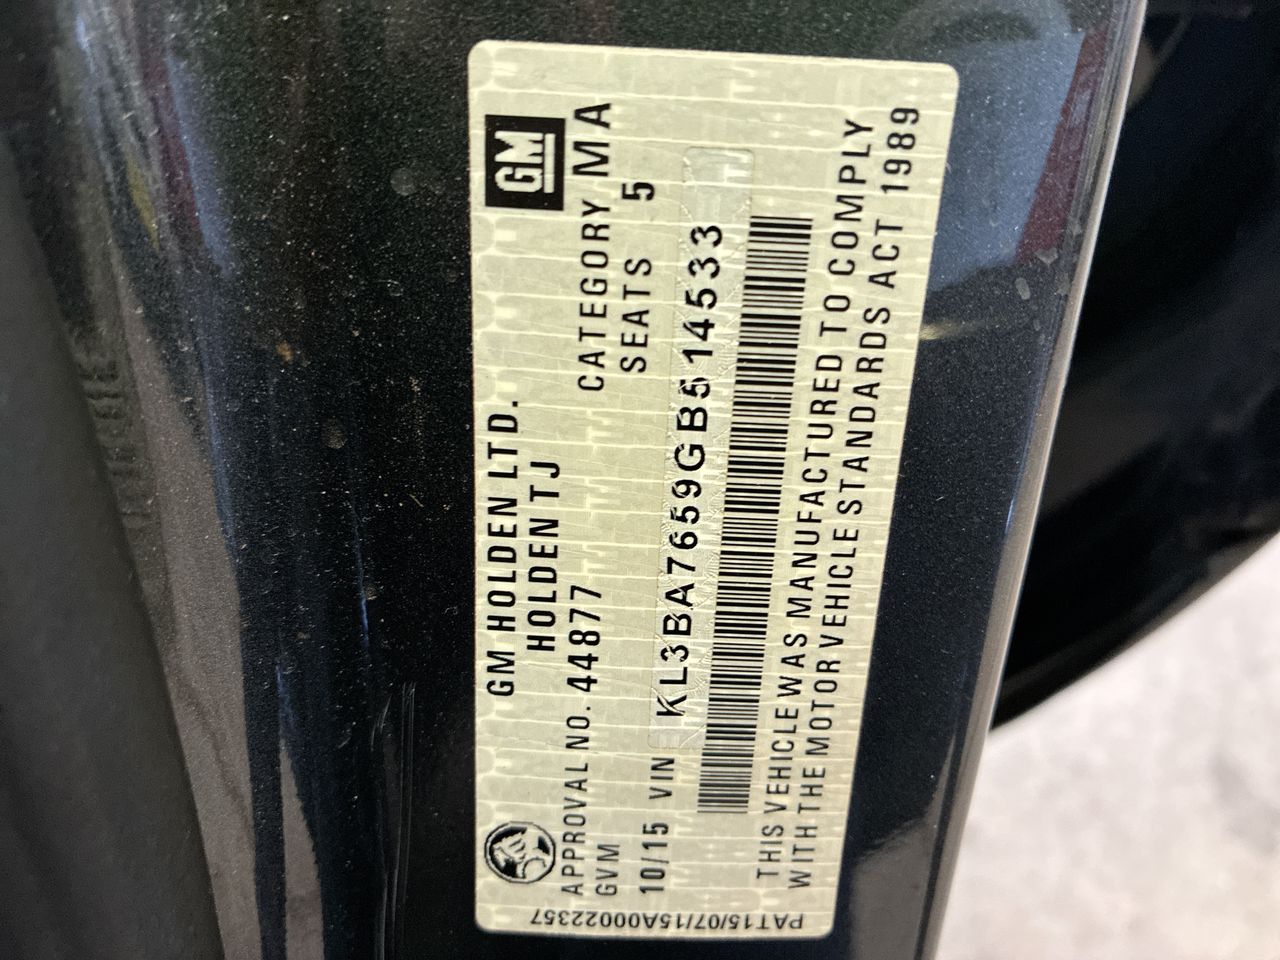 GM HOLDEN LTD.
GM
HOLDEN TJ
APPROVAL NO. 44877
CATEGORY MA
GVM
SEATS 5
10/15 VIN KL3BA7659GB514533
THIS VEHICLE WAS MANUFACTURED TO COMPLY
WITH THE MOTOR VEHICLE STANDARDS ACT 1989
PAT15/07/15A000022357